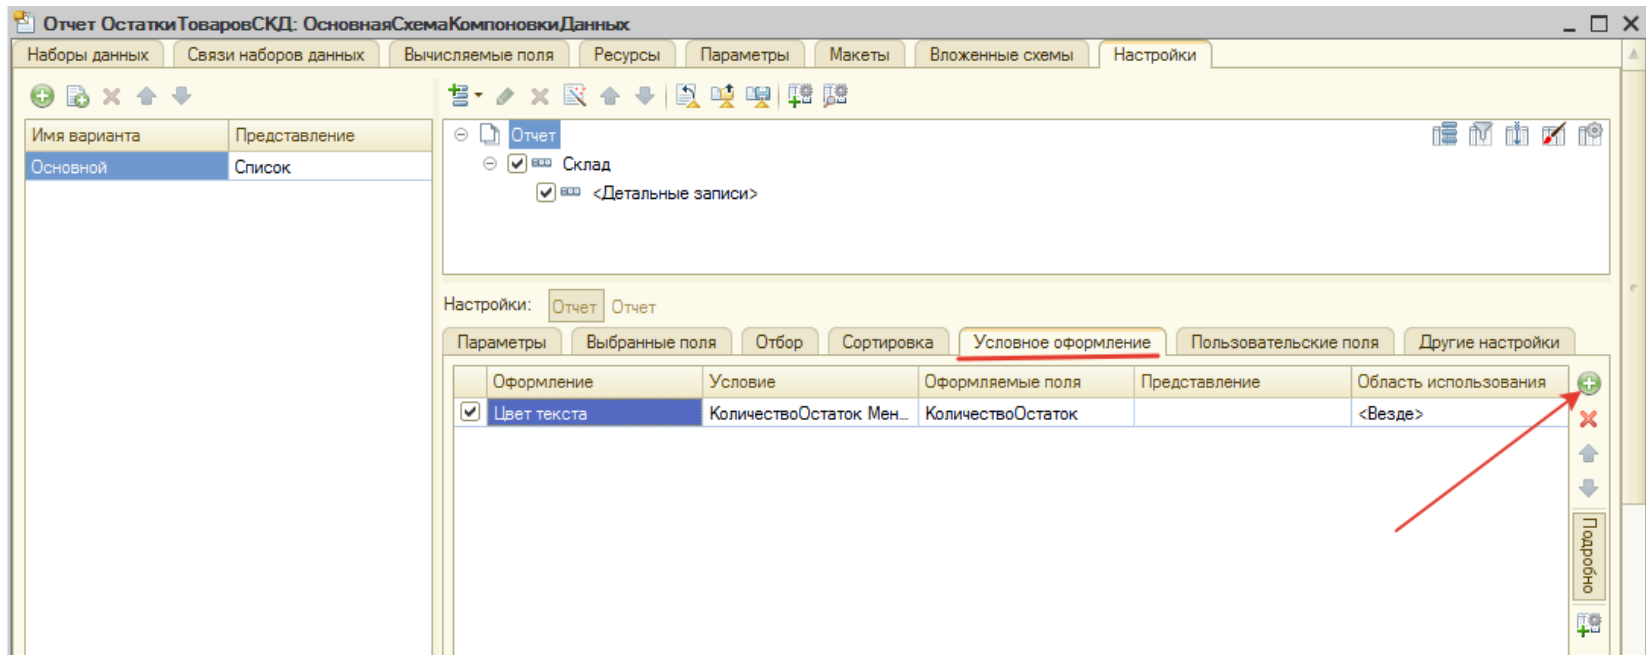 Отчет ОстаткиТоваровСКД: ОсновнаяСхемаКомпоновкиДанных
Наборы данных Связи наборов данных Вычисляемые поля Ресурсы Параметры Макеты Вложенные схемы Настройки
Имя варианта Представление
Основной Список
Отчет
Склад
<Детальные записи>
Настройки: Отчет Отчет
Параметры Выбранные поля Отбор Сортировка Условное оформление Пользовательские поля Другие настройки
Оформление Условие Оформляемые поля Представление Область использования
Цвет текста КоличествоОстаток Мен... КоличествоОстаток <Везде>
Подробно